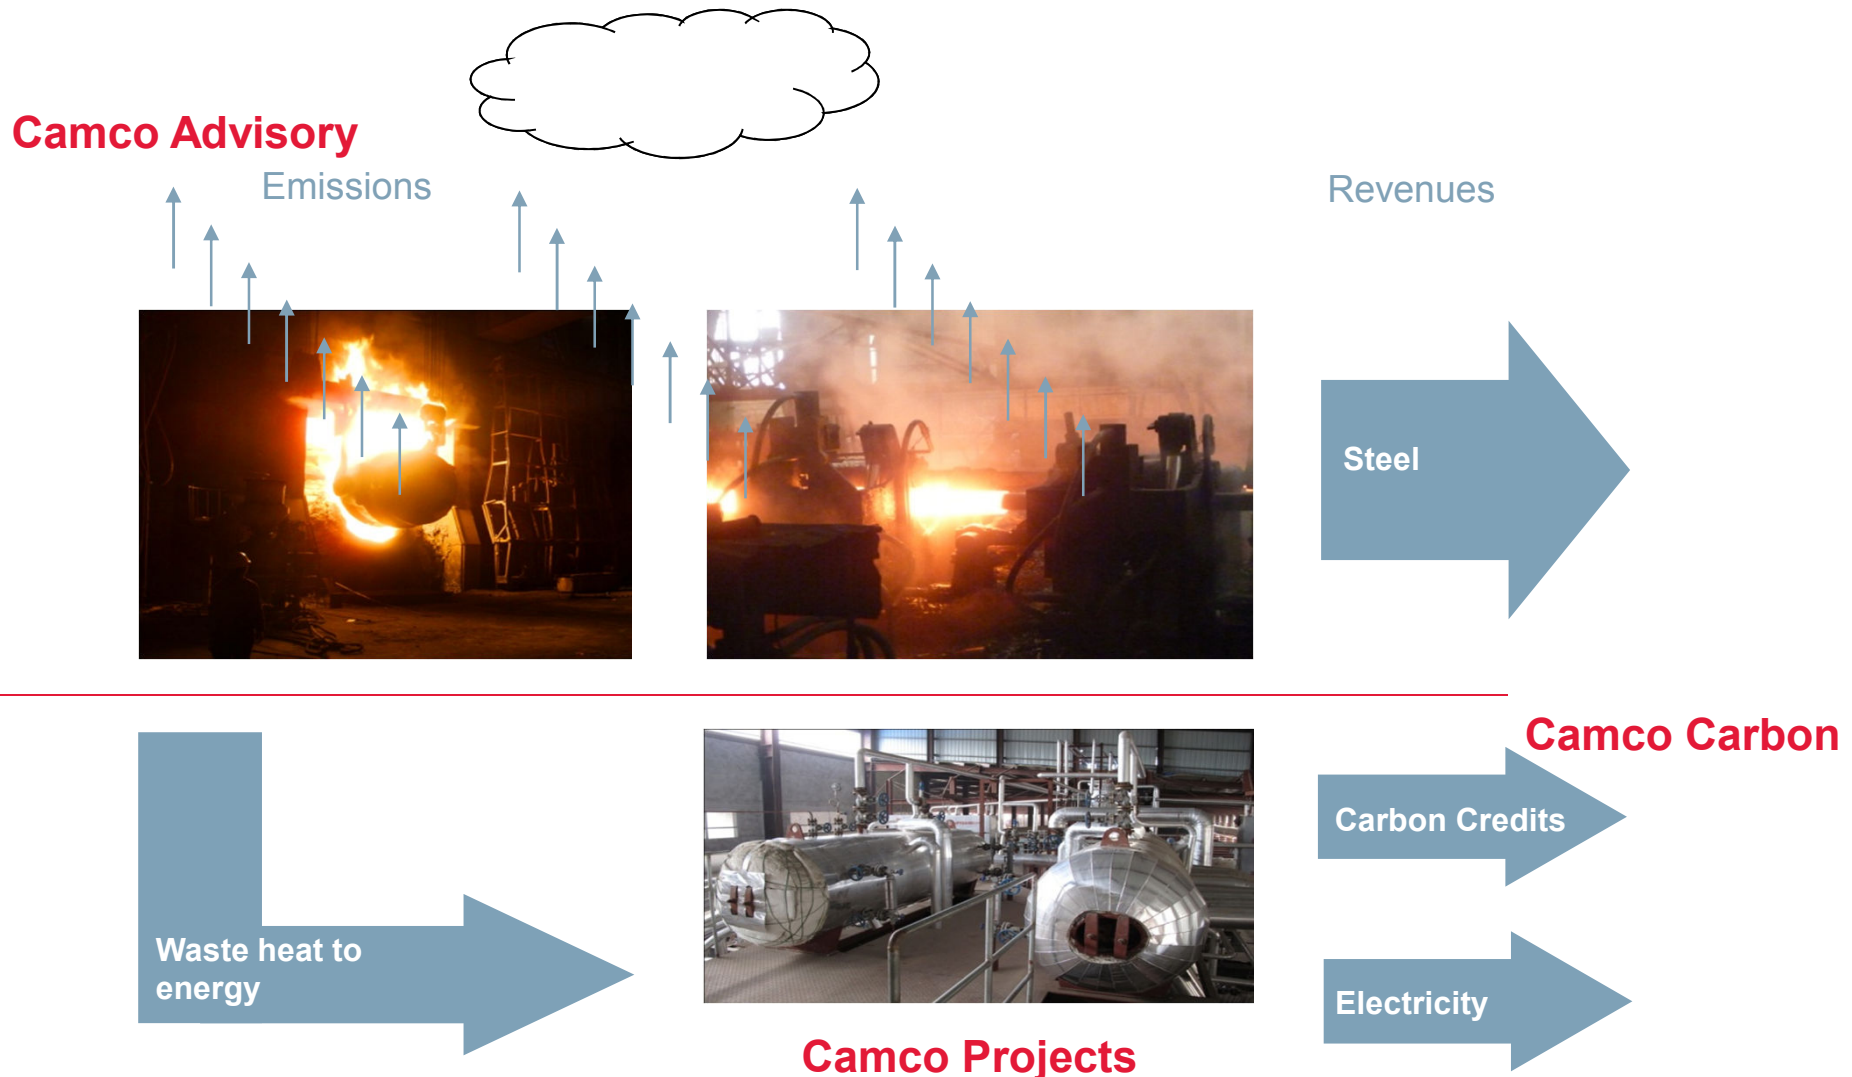 Camco Advisory
Emissions
Revenues
Steel
Camco Carbon
Carbon Credits
Waste heat to
energy
Electricity
Camco Projects